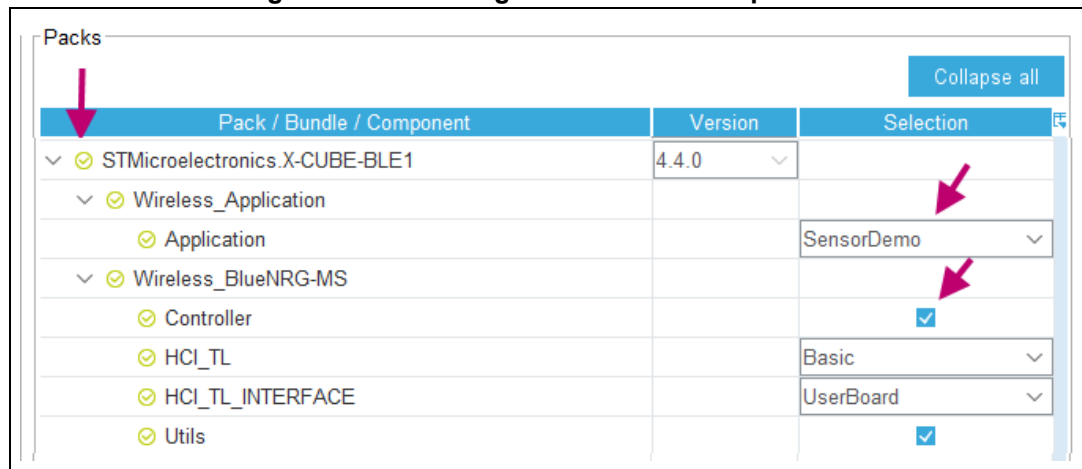 Packs
Collapse all
Pack / Bundle / Component Version Selection
STMicroelectronics.X-CUBE-BLE1 4.4.0
Wireless_Application
Application SensorDemo
Wireless_BlueNRG-MS
Controller
HCI_TL Basic
HCI_TL_INTERFACE UserBoard
Utils